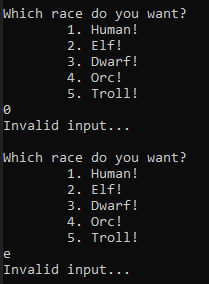 Which race do you want?
1. Human!
2. Elf!
3. Dwarf!
4. Orc!
5. Troll!
0
Invalid input...
Which race do you want?
1. Human!
2. Elf!
3. Dwarf!
4. Orc!
5. Troll!
e
Invalid input...